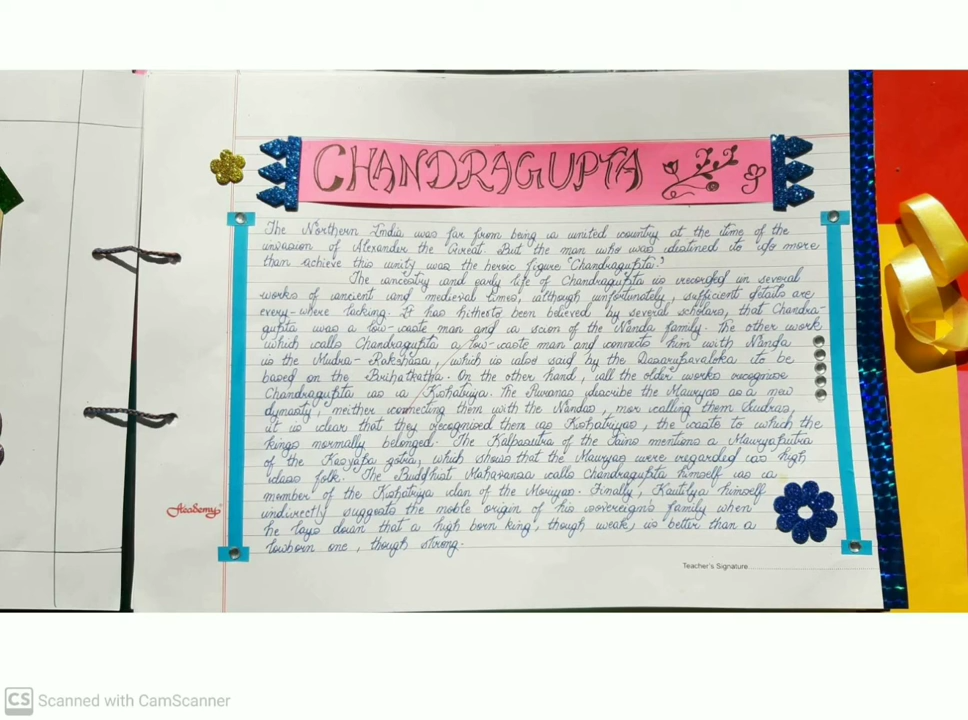 CHANDRAGUPTA
The Northern India was far from being a united country at the time of the
invasion of Alexander the Great. But the man who was destined to do more
than achieve this unity was the heroic figure 'Chandragupta.'
The ancestry and early life of Chandragupta is recorded in several
works of ancient and medieval times, although unfortunately, sufficient details are
every-where lacking. It has hitherto been believed by several scholars, that Chandra-
gupta was a low-caste man and a scion of the Nanda family. The other work
which calls Chandragupta a low-caste man and connects him with Nanda
is the Mudra-Rakshasa, which is also said by the Dasarupavaloka to be
based on the Brihatkatha. On the other hand, all the older works recognise
Chandragupta as a Kshatriya. The Puranas describe the Mauryas as a new
dynasty, neither connecting them with the Nandas, nor calling them Sudras,
it is clear that they recognized them as Kshatriyas, the caste to which the
kings normally belonged. The Kalpasutra of the Jains mentions a Mauryaputra
of the Kasyapa gotra, which shows that the Mauryas were regarded as high
class folk. The Buddhist Mahavansa calls Chandragupta himself as a
member of the Kshatriya clan of the Moriyas. Finally, Kautilya himself
indirectly suggests the noble origin of his sovereigns family when
he lays down that a high born king, though weak, is better than a
lowborn one, though strong.
Academy
Teacher's Signature
CS Scanned with CamScanner